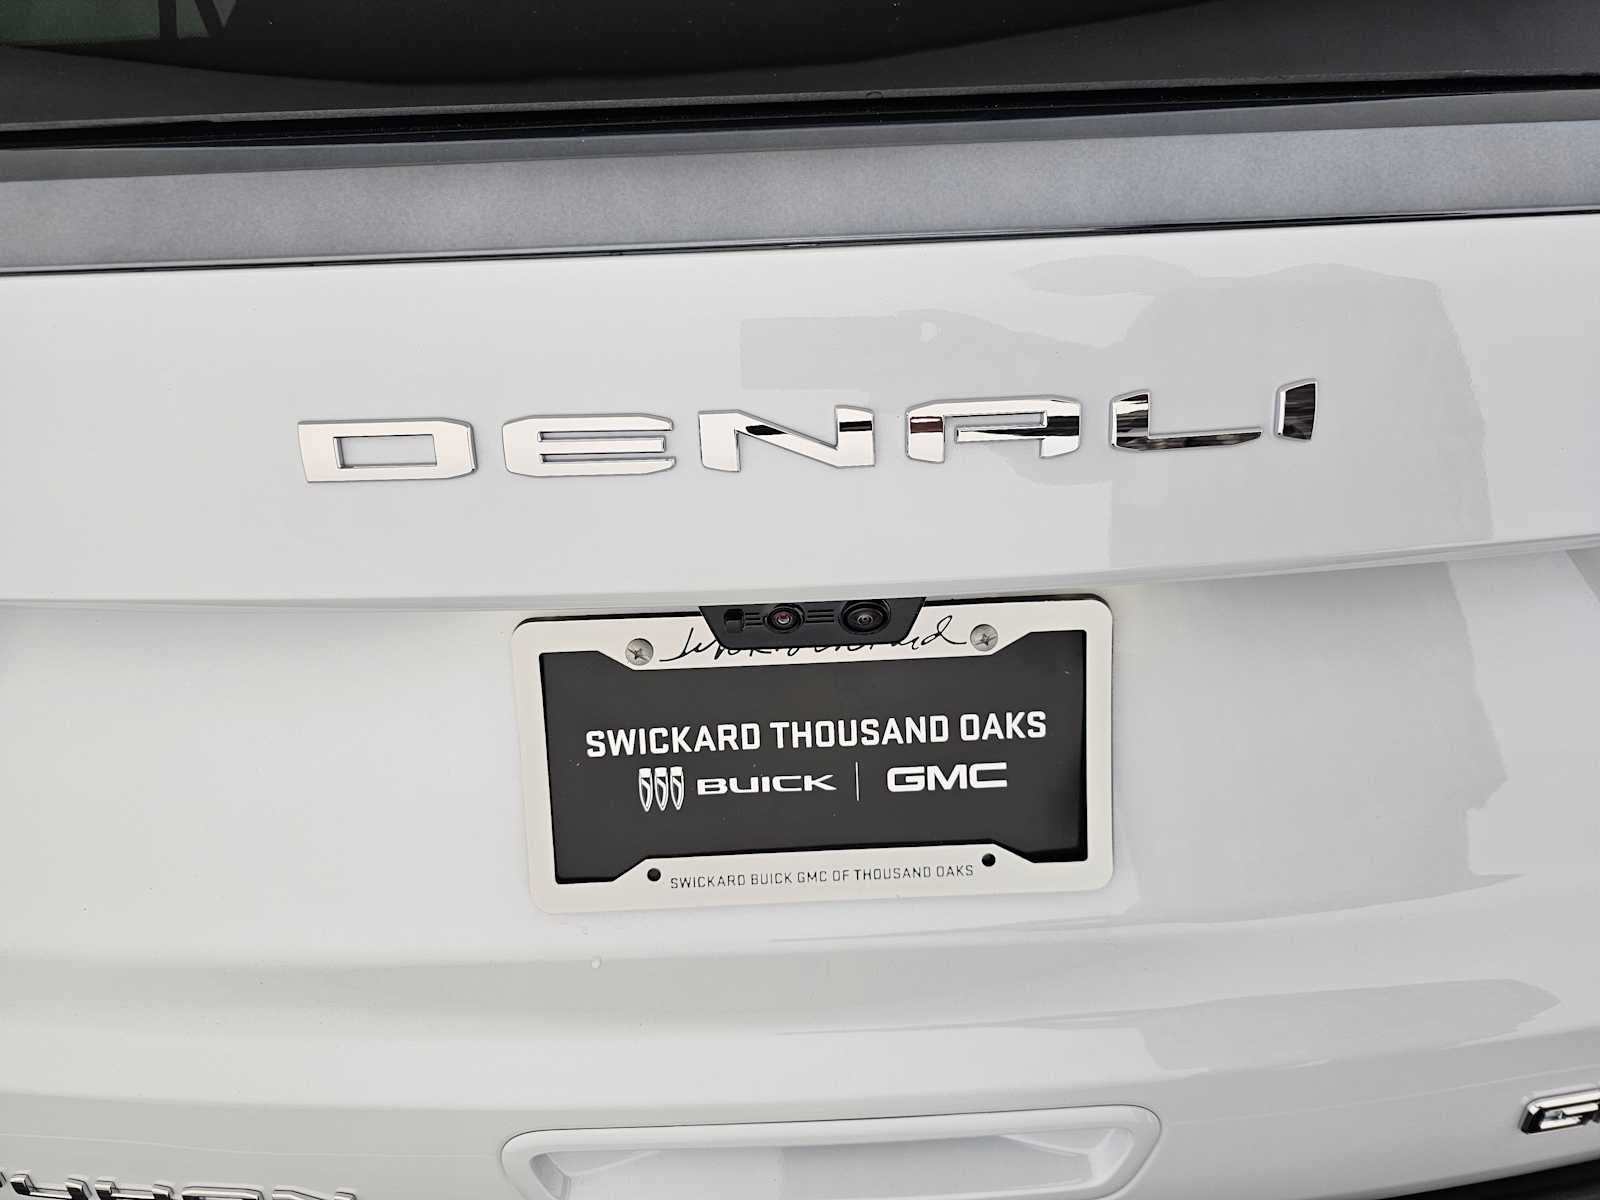 DENALI
SWICKARD THOUSAND OAKS
BUICK | GMC
SWICKARD BUICK GMC OF THOUSAND OAKS